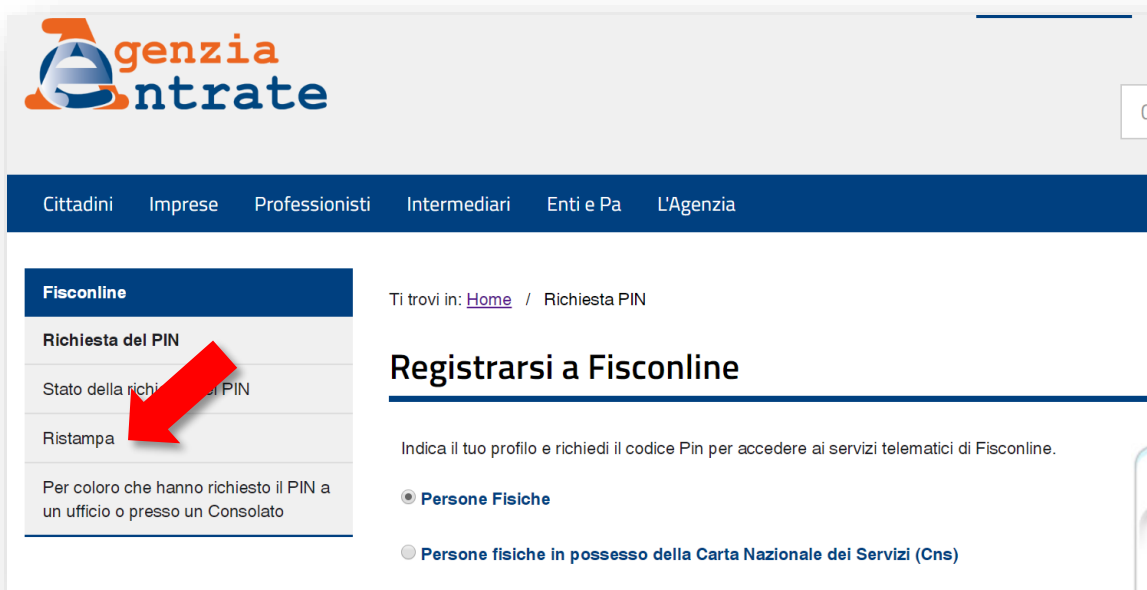 Agenzia
Entrate
C
Cittadini Imprese Professionisti Intermediari Enti e Pa L'Agenzia
Fisconline
Richiesta del PIN
Stato della PIN
Ristampa
Per coloro che hanno richiesto il PIN a
un ufficio o presso un Consolato
Ti trovi in: Home / Richiesta PIN
Registrarsi a Fisconline
Indica il tuo profilo e richiedi il codice Pin per accedere ai servizi telematici di Fisconline.
Persone Fisiche
Persone fisiche in possesso della Carta Nazionale dei Servizi (Cns)